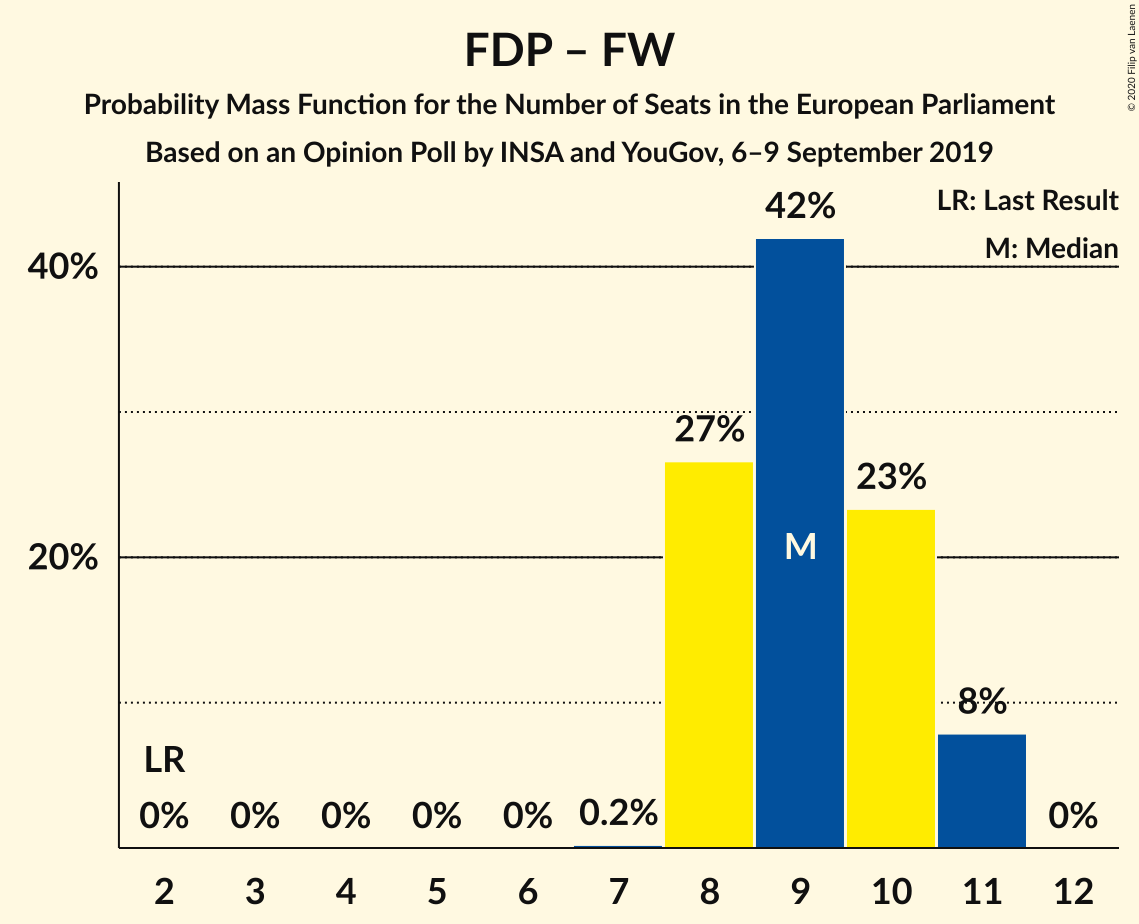 FDP – FW
Probability Mass Function for the Number of Seats in the European Parliament
Based on an Opinion Poll by INSA and YouGov, 6–9 September 2019
© 2020 Filip van Laenen
LR: Last Result
M: Median
42%
40%
27%
23%
M
20%
8%
LR
0% 0% 0% 0% 0% 0.2% 0%
2 3 4 5 6 7 8 9 10 11 12